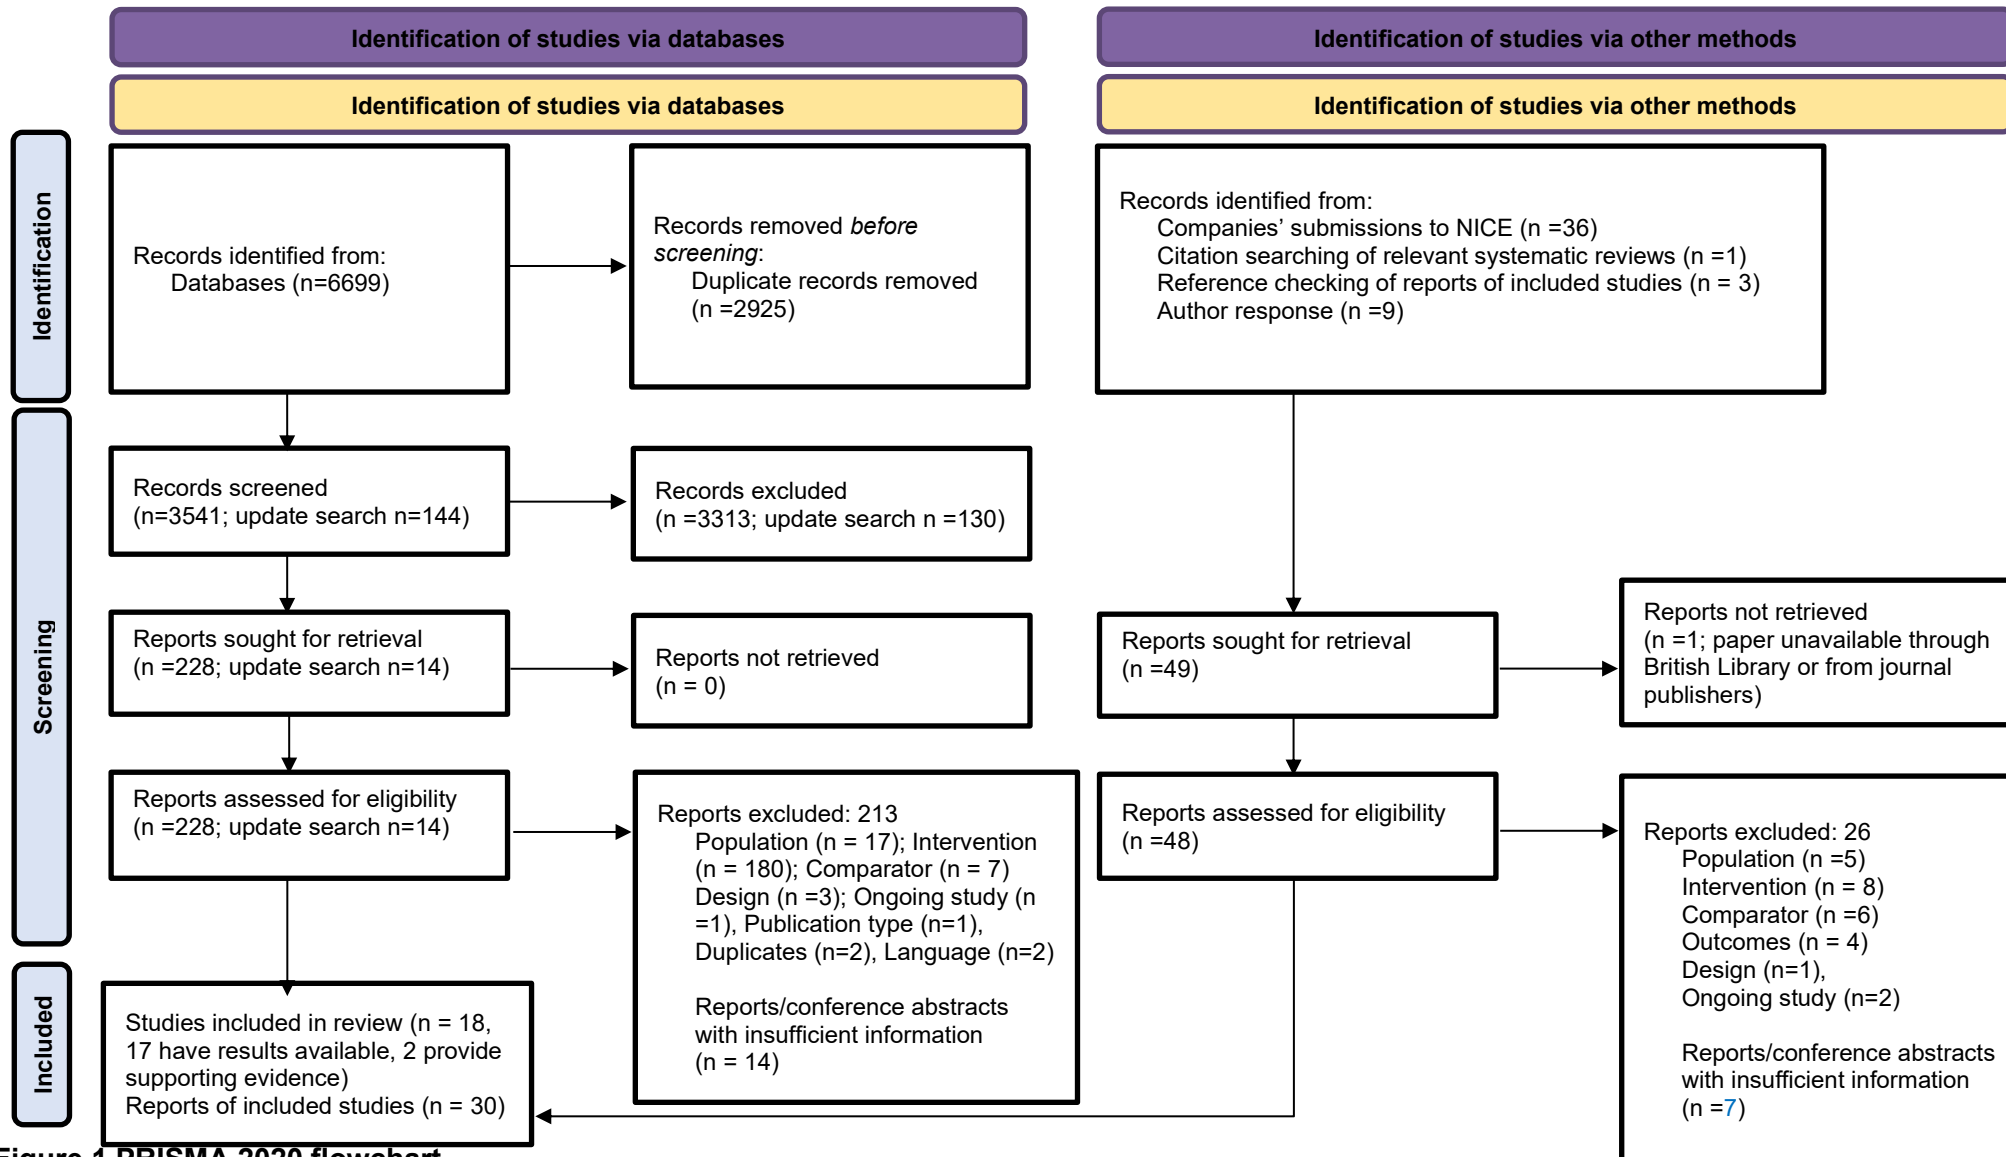 Identification of studies via databases
Identification of studies via other methods
Identification of studies via databases
Identification of studies via other methods
Identification
Records identified from:
Databases (n=6699)
Records removed before
screening:
Duplicate records removed
(n =2925)
Records identified from:
Companies’ submissions to NICE (n =36)
Citation searching of relevant systematic reviews (n =1)
Reference checking of reports of included studies (n = 3)
Author response (n =9)
Screening
Records screened
(n=3541; update search n=144)
Records excluded
(n =3313; update search n =130)
Reports sought for retrieval
(n =228; update search n=14)
Reports not retrieved
(n = 0)
Reports sought for retrieval
(n =49)
Reports not retrieved
(n =1; paper unavailable through
British Library or from journal
publishers)
Reports assessed for eligibility
(n =228; update search n=14)
Reports excluded: 213
Population (n = 17); Intervention
(n = 180); Comparator (n = 7)
Design (n =3); Ongoing study (n
=1), Publication type (n=1),
Duplicates (n=2), Language (n=2)
Reports/conference abstracts
with insufficient information
(n = 14)
Reports assessed for eligibility
(n =48)
Reports excluded: 26
Population (n =5)
Intervention (n = 8)
Comparator (n =6)
Outcomes (n = 4)
Design (n=1),
Ongoing study (n=2)
Reports/conference abstracts
with insufficient information
(n =7)
Included
Studies included in review (n = 18,
17 have results available, 2 provide
supporting evidence)
Reports of included studies (n = 30)
Figure 1 PRISMA 2020 flowchart